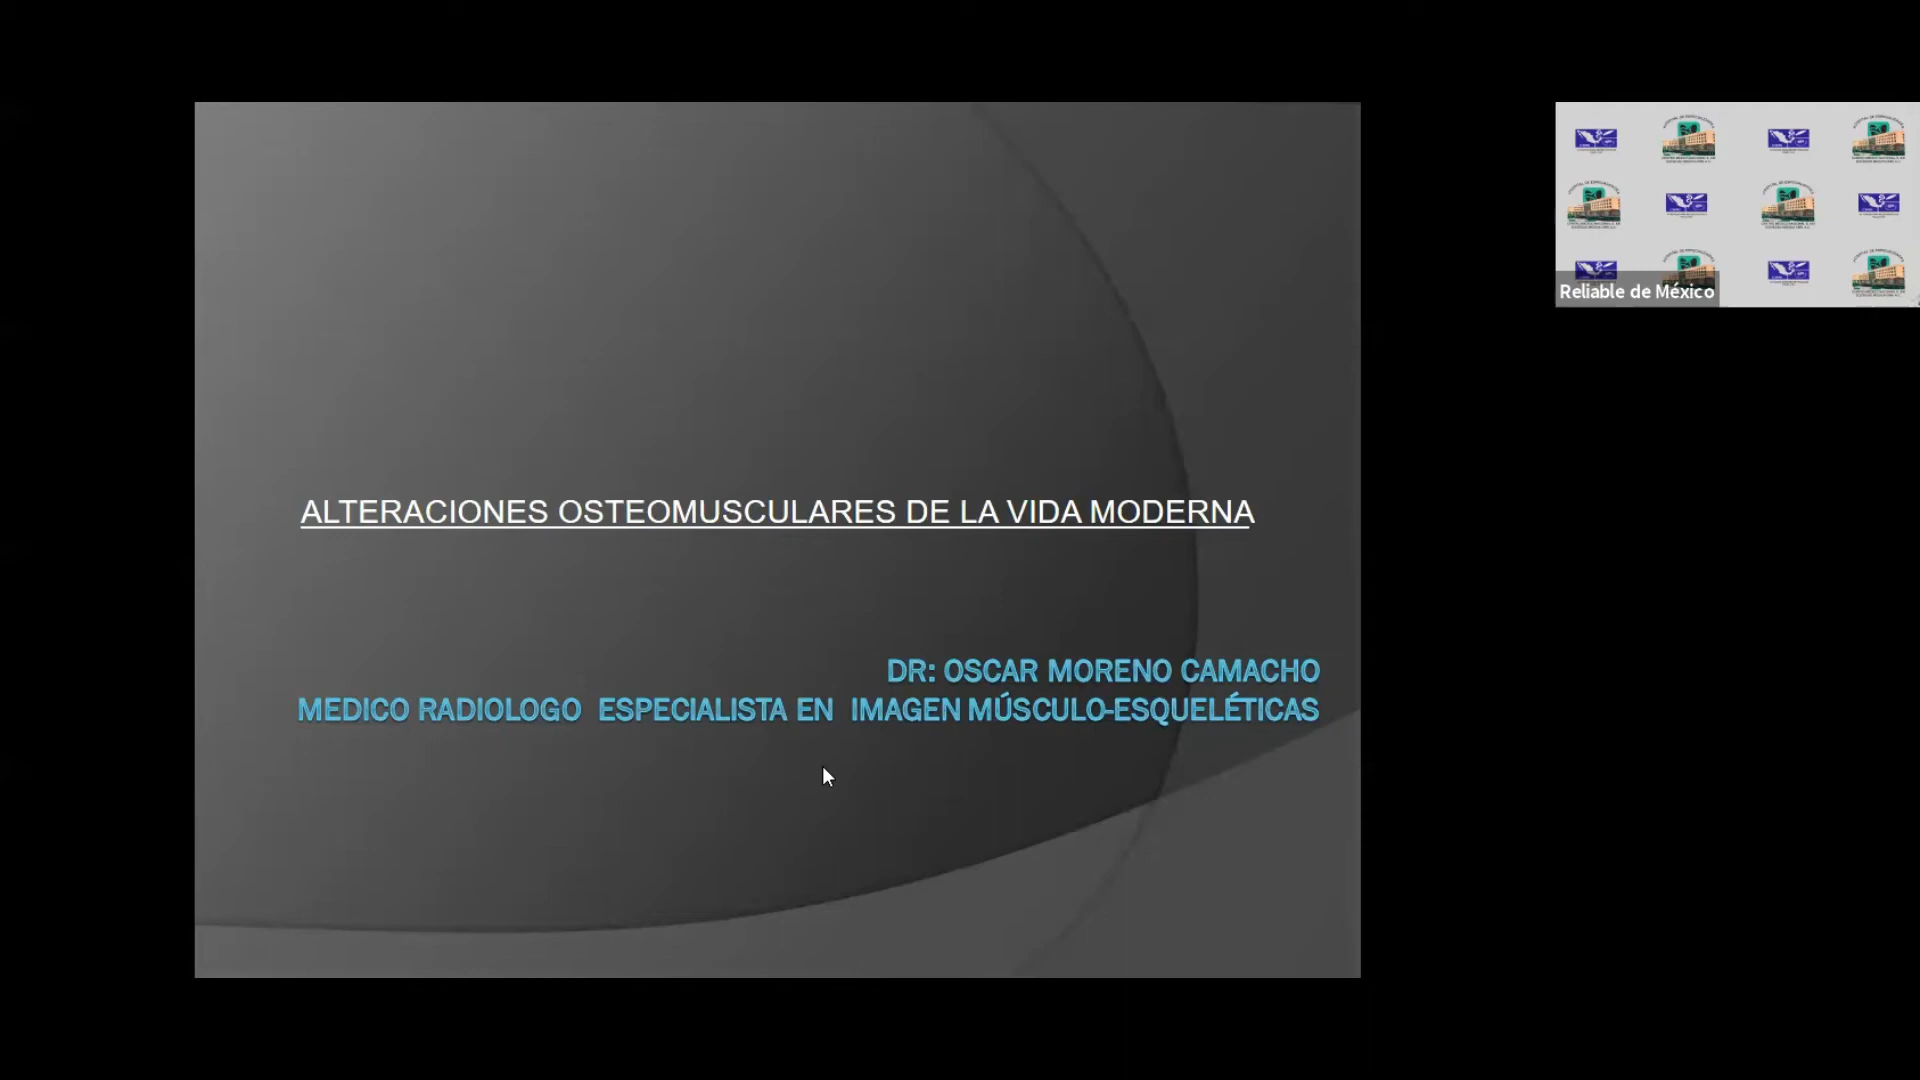 ALTERACIONES OSTEOMUSCULARES DE LA VIDA MODERNA
DR: OSCAR MORENO CAMACHO
MEDICO RADIOLOGO ESPECIALISTA EN IMAGEN MÚSCULO-ESQUELÉTICAS
Reliable de México